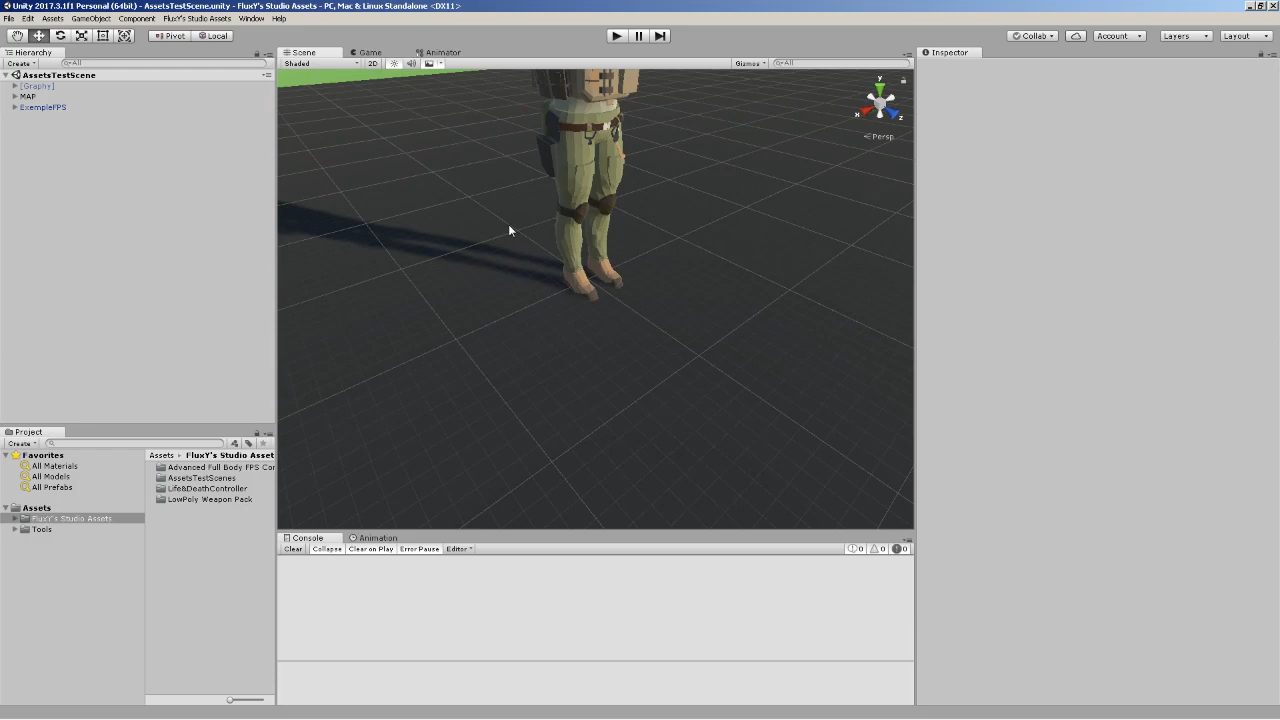 Unity 2017.3.1f1 Personal (64bit) - AssetsTestScene.unity - FluxY's Studio Assets - PC, Mac & Linux Standalone <DX11>
File Edit Assets GameObject Component FluxY's Studio Assets Window Help
Pivot Local Collab Account Layers Layout
Hierarchy Scene Game Animator Inspector
Create All Shaded 2D Gizmos All
AssetsTestScene
[Graphy]
MAP
ExempleFPS
y
x
z
Persp
Project
Create
Favorites
All Materials
All Models
All Prefabs
Assets
FluxY's Studio Assets
Tools
Assets FluxY's Studio Asset
Advanced Full Body FPS Con
AssetsTestScenes
Life&DeathController
LowPoly Weapon Pack
Console Animation
Clear Collapse Clear on Play Error Pause Editor 0 0 0